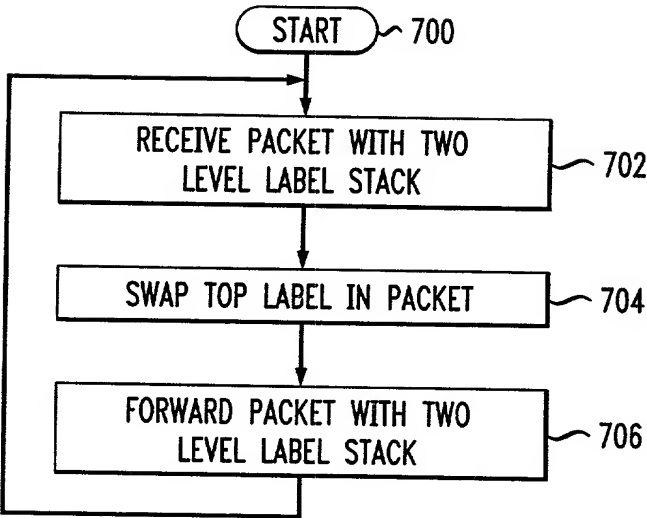 START 700
RECEIVE PACKET WITH TWO
LEVEL LABEL STACK 702
SWAP TOP LABEL IN PACKET 704
FORWARD PACKET WITH TWO
LEVEL LABEL STACK 706